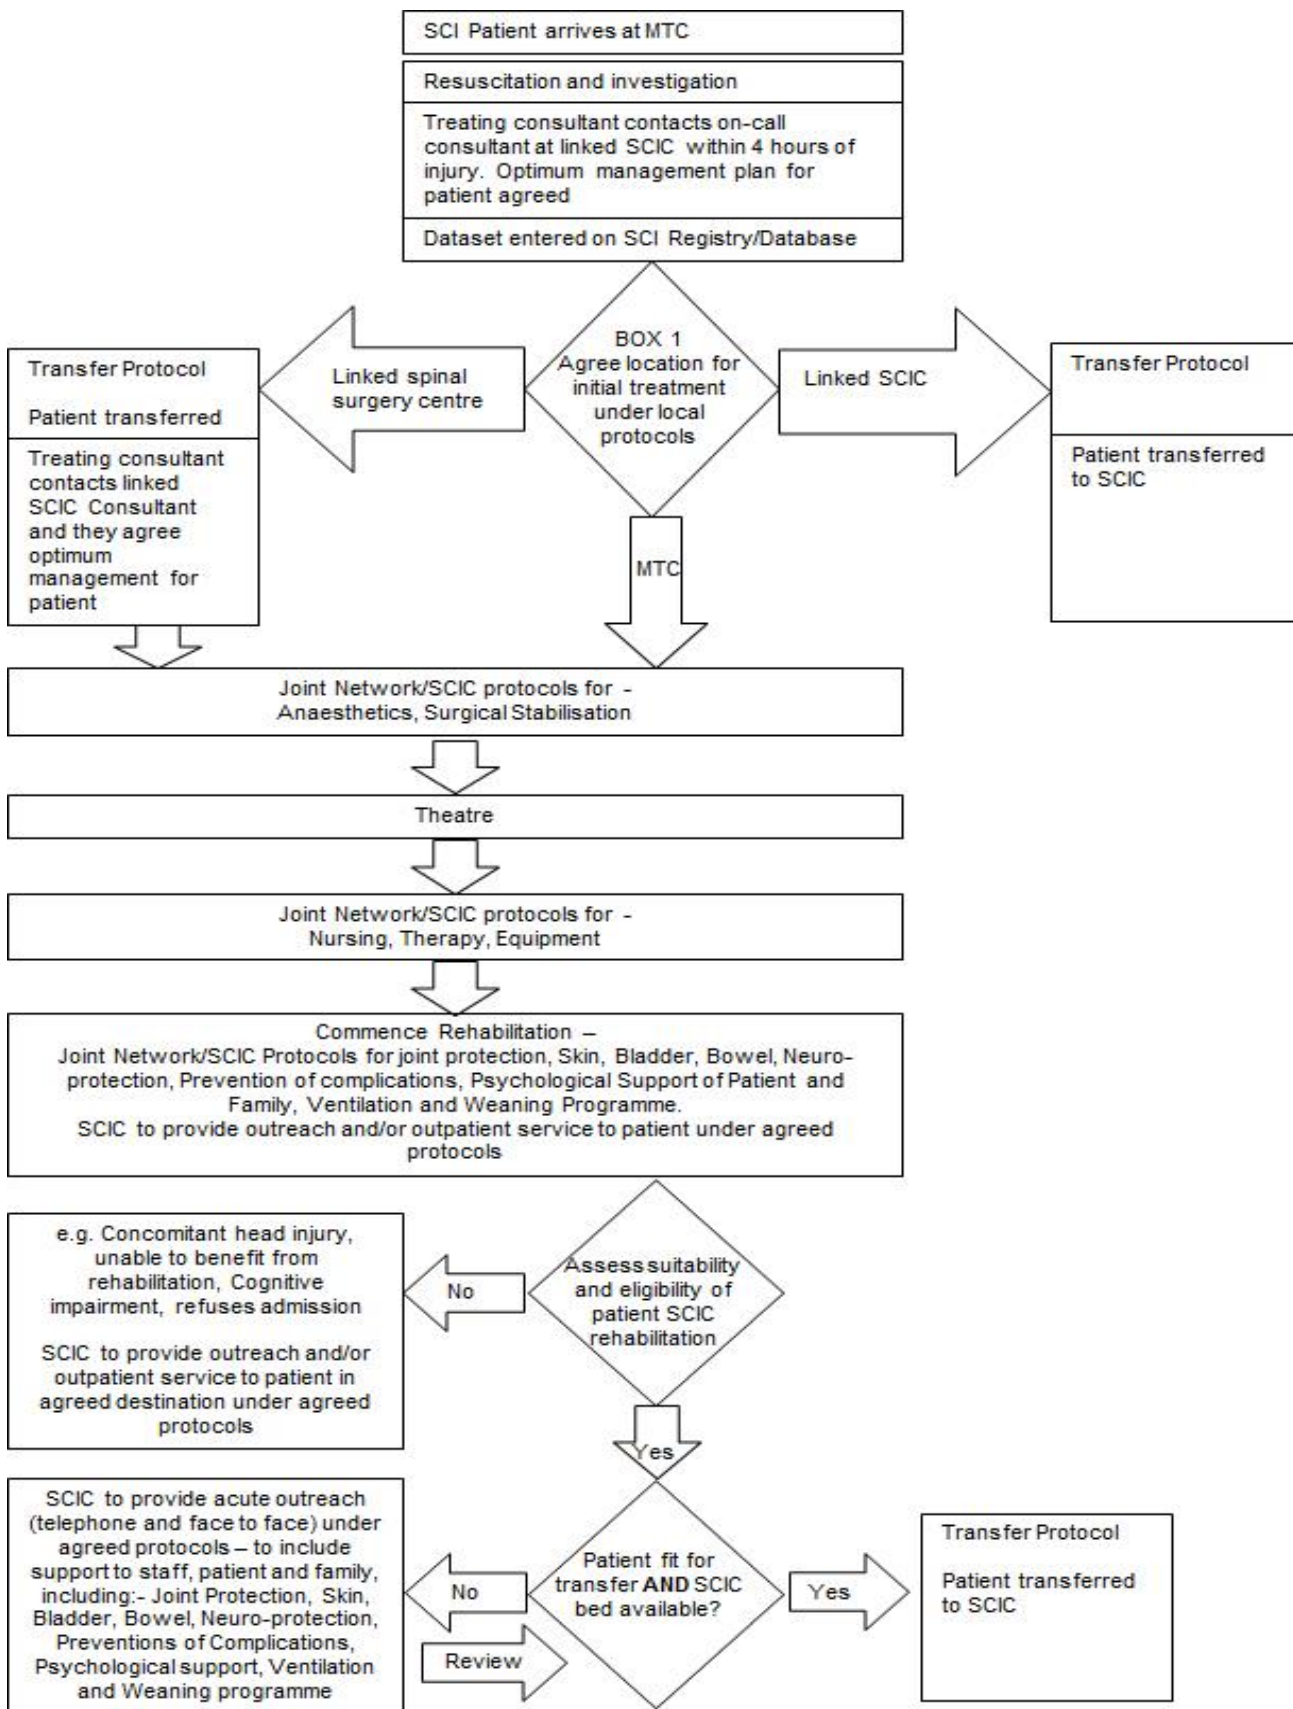 SCI Patient arrives at MTC
Resuscitation and investigation
Treating consultant contacts on-call
consultant at linked SCIC within 4 hours of
injury. Optimum management plan for
patient agreed
Dataset entered on SCI Registry/Database
BOX 1
Agree location for
initial treatment
under local
protocols
Linked spinal
surgery centre
Linked SCIC
MTC
Transfer Protocol
Patient transferred
Treating consultant
contacts linked
SCIC Consultant
and they agree
optimum
management for
patient
Transfer Protocol
Patient transferred
to SCIC
Joint Network/SCIC protocols for -
Anaesthetics, Surgical Stabilisation
Theatre
Joint Network/SCIC protocols for -
Nursing, Therapy, Equipment
Commence Rehabilitation –
Joint Network/SCIC Protocols for joint protection, Skin, Bladder, Bowel, Neuro-
protection, Prevention of complications, Psychological Support of Patient and
Family, Ventilation and Weaning Programme.
SCIC to provide outreach and/or outpatient service to patient under agreed
protocols
Assess suitability
and eligibility of
patient SCIC
rehabilitation
No
e.g. Concomitant head injury,
unable to benefit from
rehabilitation, Cognitive
impairment, refuses admission
SCIC to provide outreach and/or
outpatient service to patient in
agreed destination under agreed
protocols
Yes
Patient fit for
transfer AND SCIC
bed available?
No
Review
SCIC to provide acute outreach
(telephone and face to face) under
agreed protocols – to include
support to staff, patient and family,
including:- Joint Protection, Skin,
Bladder, Bowel, Neuro-protection,
Preventions of Complications,
Psychological support, Ventilation
and Weaning programme
Yes
Transfer Protocol
Patient transferred
to SCIC